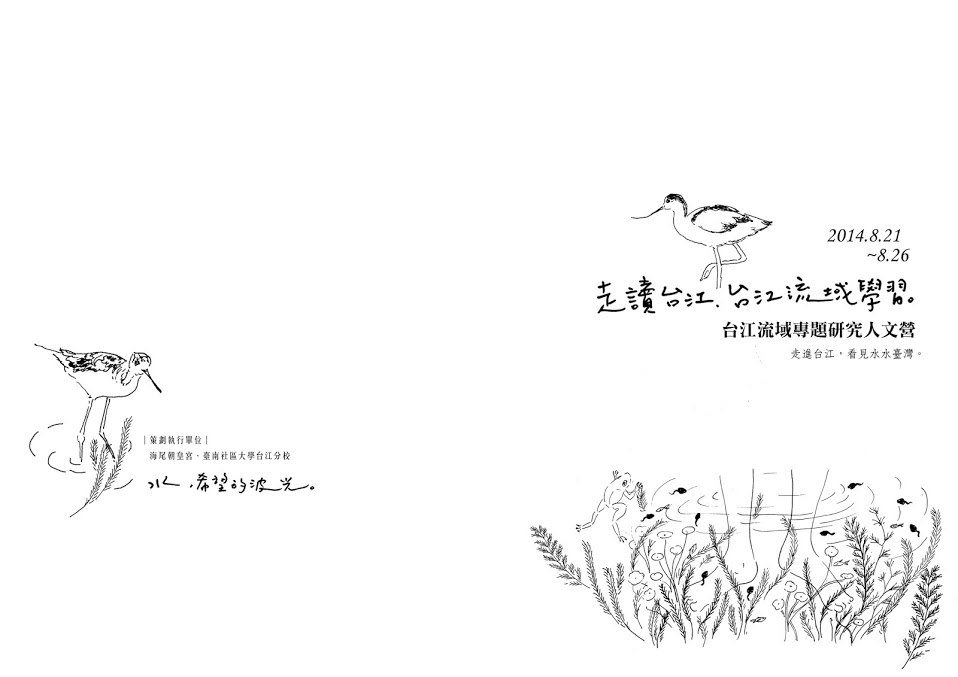 2014.8.21
~8.26
走讀台江、台江流域學習。
台江流域專題研究人文營
走進台江,看見水水臺灣。
|策劃執行單位|
海尾朝皇宮・臺南社區大學台江分校
水,希望的波光。